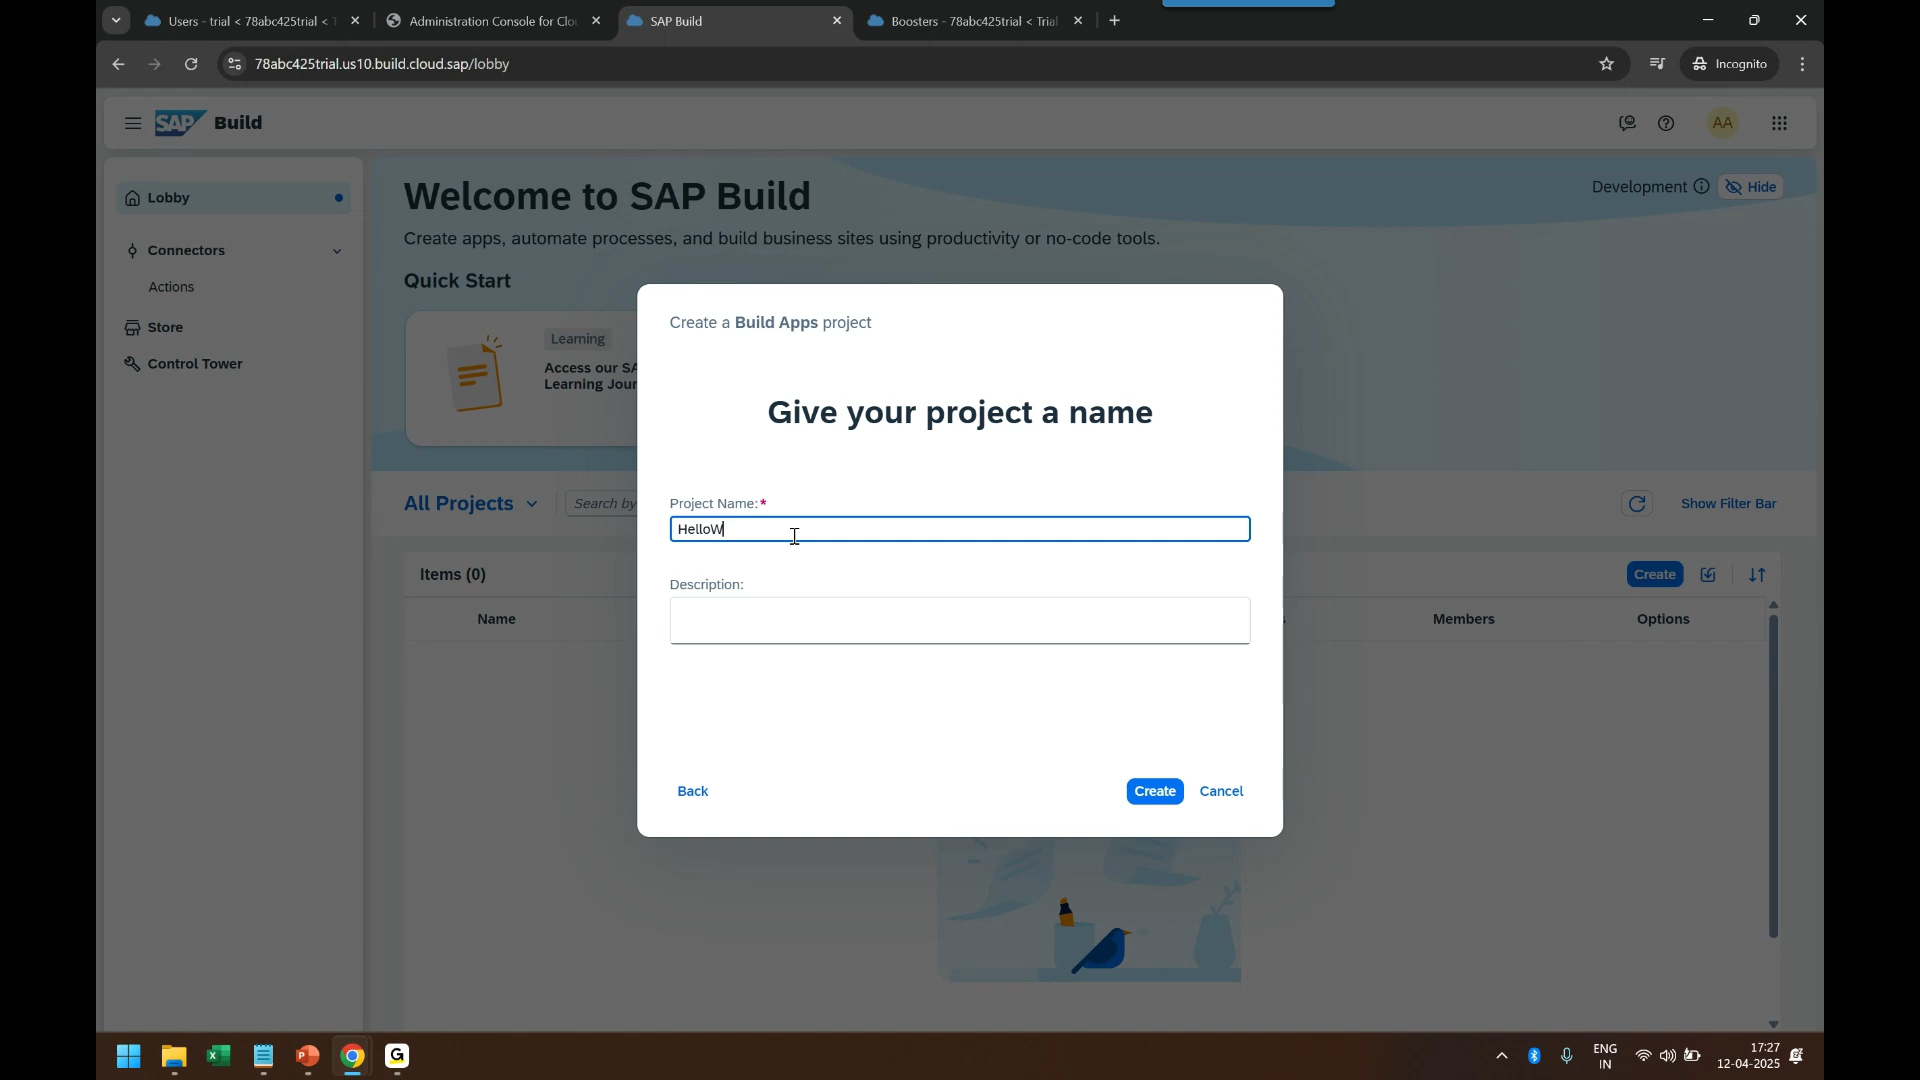 Users - trial < 78abc425trial <
Administration Console for Clo
SAP Build
Boosters - 78abc425trial < Trial
78abc425trial.us10.build.cloud.sap/lobby
Incognito
SAP Build
AA
Lobby
Connectors
Actions
Store
Control Tower
Welcome to SAP Build
Development
Hide
Create apps, automate processes, and build business sites using productivity or no-code tools.
Quick Start
Learning
Access our SA
Learning Jour
Create a Build Apps project
Give your project a name
Project Name:*
HelloW
Description:
Back
Create
Cancel
All Projects
Search by
Show Filter Bar
Items (0)
Create
Name
Members
Options
ENG
IN
17:27
12-04-2025